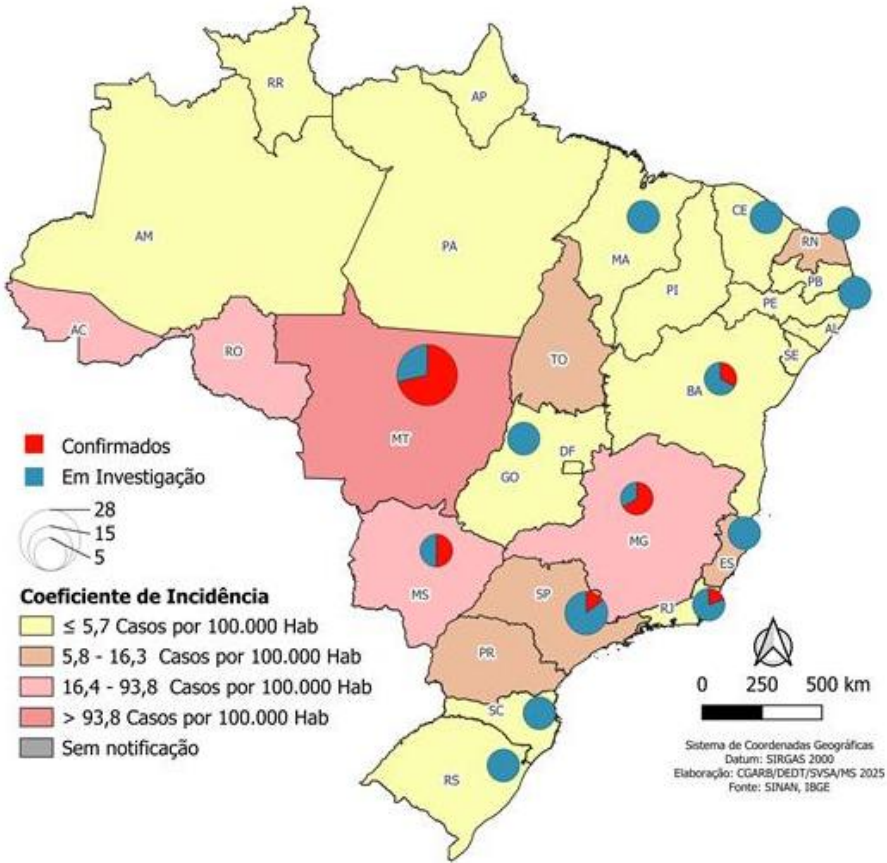 RR
AP
AM
PA
MA
CE
RN
PB
PE
PI
AL
SE
AC
RO
TO
BA
MT
GO
DF
MG
ES
MS
SP
RJ
PR
SC
RS
Confirmados
Em Investigação
28
15
5
Coeficiente de Incidência
≤ 5,7 Casos por 100.000 Hab
5,8 - 16,3 Casos por 100.000 Hab
16,4 - 93,8 Casos por 100.000 Hab
> 93,8 Casos por 100.000 Hab
Sem notificação
0 250 500 km
Sistema de Coordenadas Geográficas
Datum: SIRGAS 2000
Elaboração: CGARB/DEDT/SVSA/MS 2025
Fonte: SINAN, IBGE